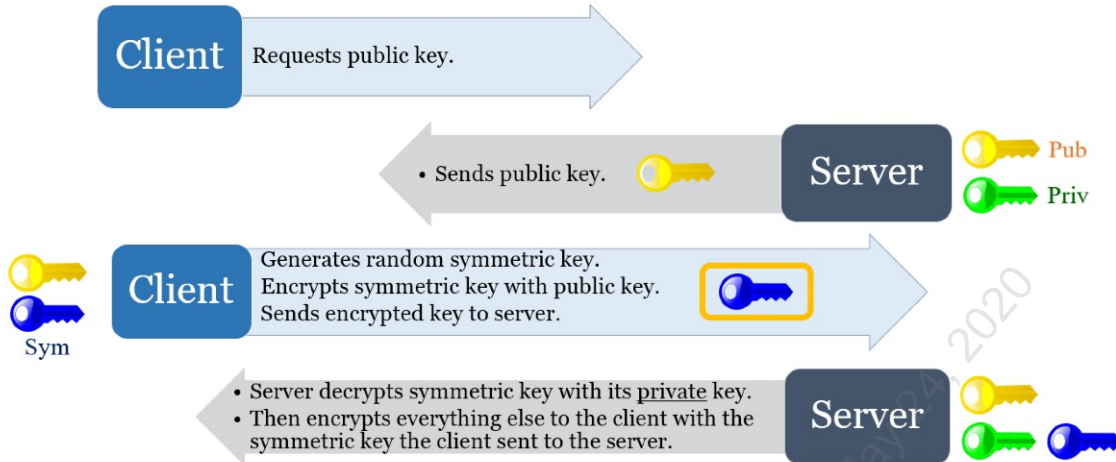 Client
Requests public key.
• Sends public key.
Server
Pub
Priv
Client
Sym
Generates random symmetric key.
Encrypts symmetric key with public key.
Sends encrypted key to server.
• Server decrypts symmetric key with its private key.
• Then encrypts everything else to the client with the
symmetric key the client sent to the server.
Server
24, 2020